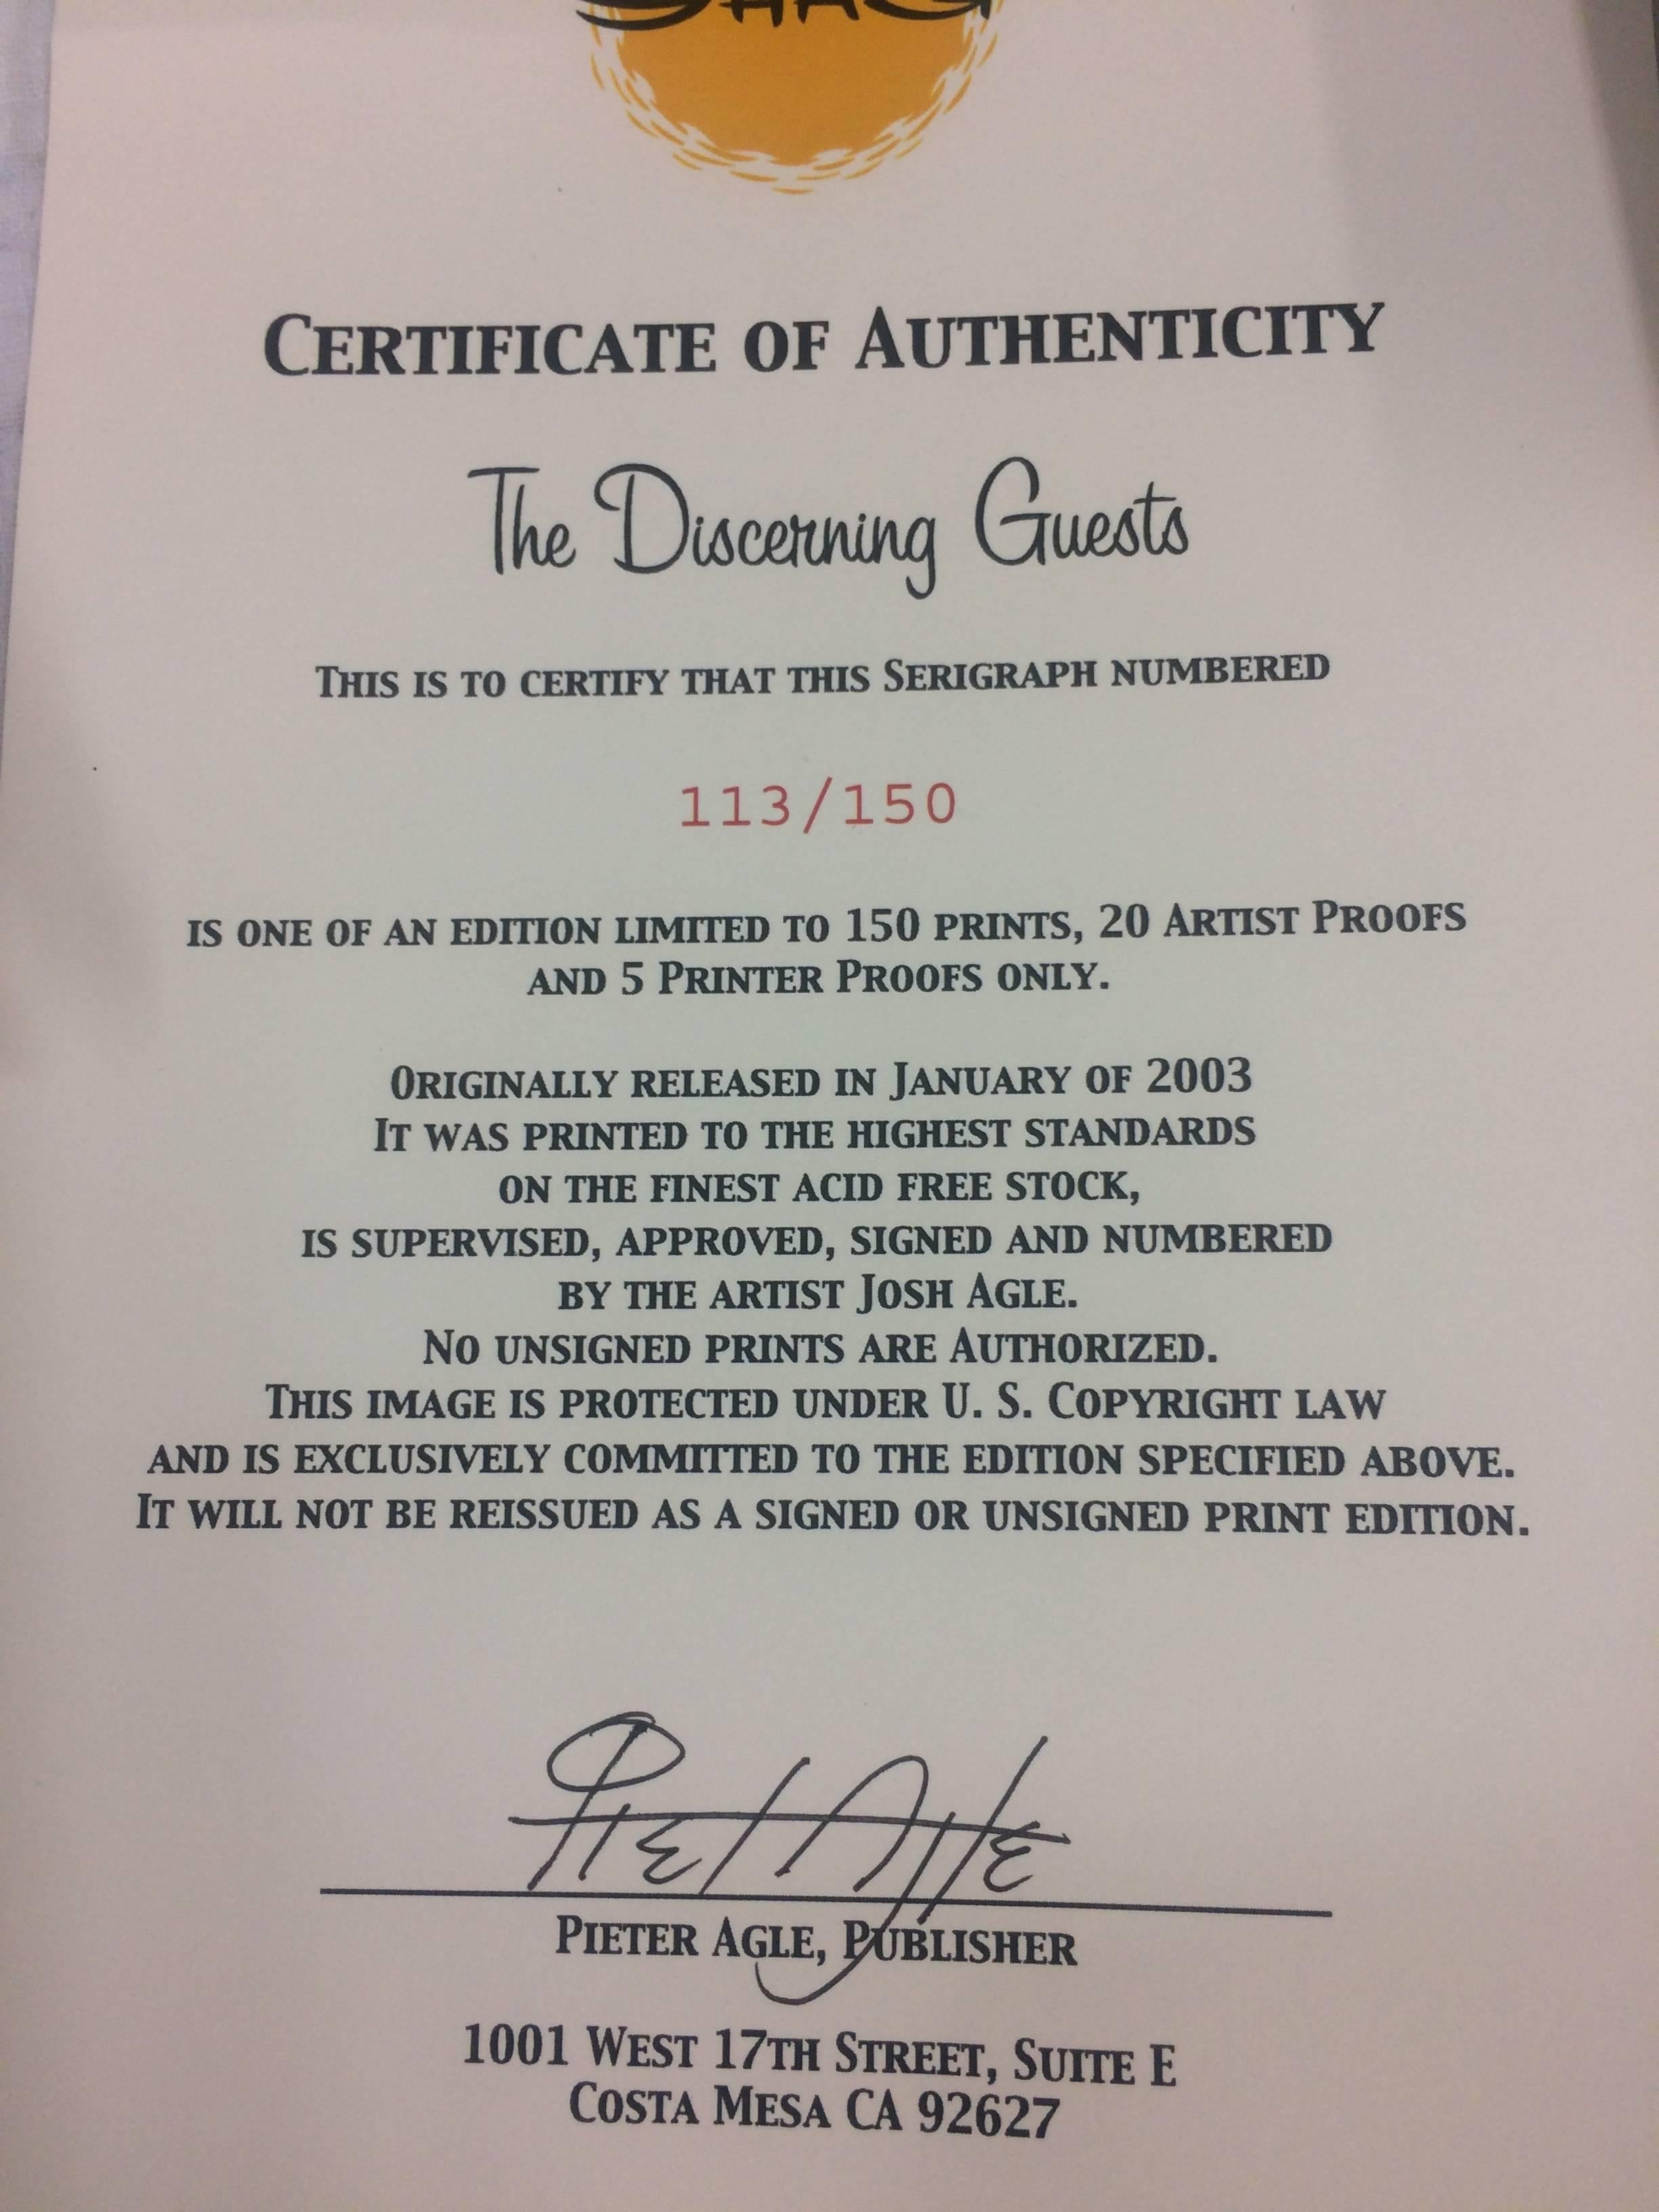 SHAG
CERTIFICATE OF AUTHENTICITY
The Discerning Guests
THIS IS TO CERTIFY THAT THIS SERIGRAPH NUMBERED
113/150
IS ONE OF AN EDITION LIMITED TO 150 PRINTS, 20 ARTIST PROOFS
AND 5 PRINTER PROOFS ONLY.
ORIGINALLY RELEASED IN JANUARY OF 2003
IT WAS PRINTED TO THE HIGHEST STANDARDS
ON THE FINEST ACID FREE STOCK,
IS SUPERVISED, APPROVED, SIGNED AND NUMBERED
BY THE ARTIST JOSH AGLE.
NO UNSIGNED PRINTS ARE AUTHORIZED.
THIS IMAGE IS PROTECTED UNDER U. S. COPYRIGHT LAW
AND IS EXCLUSIVELY COMMITTED TO THE EDITION SPECIFIED ABOVE.
IT WILL NOT BE REISSUED AS A SIGNED OR UNSIGNED PRINT EDITION.
PIETER AGLE, PUBLISHER
1001 WEST 17TH STREET, SUITE E
COSTA MESA CA 92627